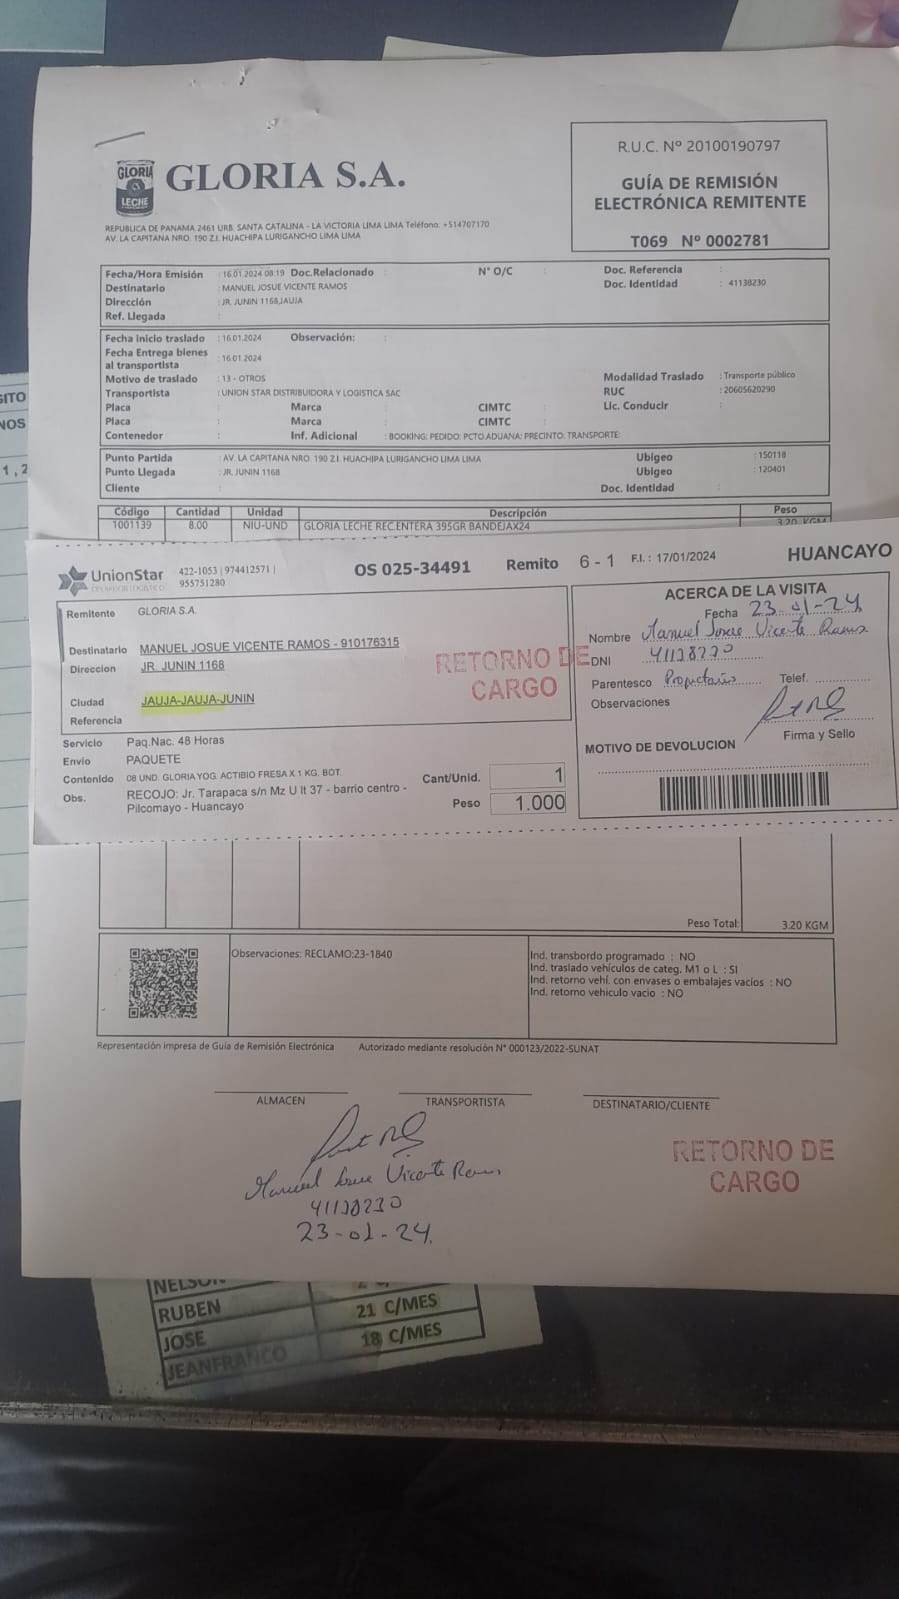 GLORIA
LECHE
GLORIA S.A.
REPUBLICA DE PANAMA 2461 URB. SANTA CATALINA - LA VICTORIA LIMA LIMA Teléfono: +514707170
AV. LA CAPITANA NRO. 190 Z.I. HUACHIPA LURIGANCHO LIMA LIMA
R.U.C. Nº 20100190797
GUÍA DE REMISIÓN
ELECTRÓNICA REMITENTE
T069 Nº 0002781
Fecha/Hora Emisión : 16.01.2024 08:19 Doc.Relacionado : N° O/C : Doc. Referencia :
Destinatario : MANUEL JOSUE VICENTE RAMOS Doc. Identidad : 41138230
Dirección : JR. JUNIN 1168,JAUJA
Ref. Llegada :
Fecha Inicio traslado : 16.01.2024 Observación: :
Fecha Entrega bienes
al transportista : 16.01.2024
Motivo de traslado : 13 - OTROS Modalidad Traslado : Transporte público
Transportista : UNION STAR DISTRIBUIDORA Y LOGISTICA SAC RUC : 20605620290
Placa : Marca : CIMTC : Lic. Conducir :
Placa : Marca : CIMTC :
Contenedor : Inf. Adicional : BOOKING: PEDIDO: PCTO.ADUANA: PRECINTO: TRANSPORTE:
Punto Partida : AV. LA CAPITANA NRO. 190 Z.I. HUACHIPA LURIGANCHO LIMA LIMA Ubigeo : 150118
Punto Llegada : JR. JUNIN 1168 Ubigeo : 120401
Cliente : Doc. Identidad :
Código Cantidad Unidad Descripción Peso
1001139 8.00 NIU-UND GLORIA LECHE REC.ENTERA 395GR BANDEJAX24 3.20 KGM
UnionStar 422-1053 | 974412571 |
955751280
OS 025-34491 Remito 6 - 1 F.I. : 17/01/2024 HUANCAYO
Remitente GLORIA S.A.
Destinatario MANUEL JOSUE VICENTE RAMOS - 910176315
Direccion JR. JUNIN 1168
Ciudad JAUJA-JAUJA-JUNIN
Referencia
RETORNO DE
CARGO
Servicio Paq.Nac. 48 Horas
Envío PAQUETE
Contenido 08 UND. GLORIA YOG. ACTIBIO FRESA X 1 KG. BOT.
Obs. RECOJO: Jr. Tarapaca s/n Mz U lt 37 - barrio centro -
Pilcomayo - Huancayo
Cant/Unid. 1
Peso 1.000
ACERCA DE LA VISITA
Fecha 23-01-24
Nombre Manuel Josue Vicente Ramos
DNI 41138230
Parentesco Propietario Telef.
Observaciones
Firma y Sello
MOTIVO DE DEVOLUCION
Peso Total: 3.20 KGM
Observaciones: RECLAMO:23-1840
Ind. transbordo programado : NO
Ind. traslado vehículos de categ. M1 o L : SI
Ind. retorno vehí. con envases o embalajes vacíos : NO
Ind. retorno vehiculo vacio : NO
Representación impresa de Guía de Remisión Electrónica Autorizado mediante resolución N° 000123/2022-SUNAT
ALMACEN TRANSPORTISTA DESTINATARIO/CLIENTE
RETORNO DE
CARGO
Manuel Josue Vicente Ramos
41138230
23-01-24.
NELSON
RUBEN 21 C/MES
JOSE 18 C/MES
JEANFRANCO